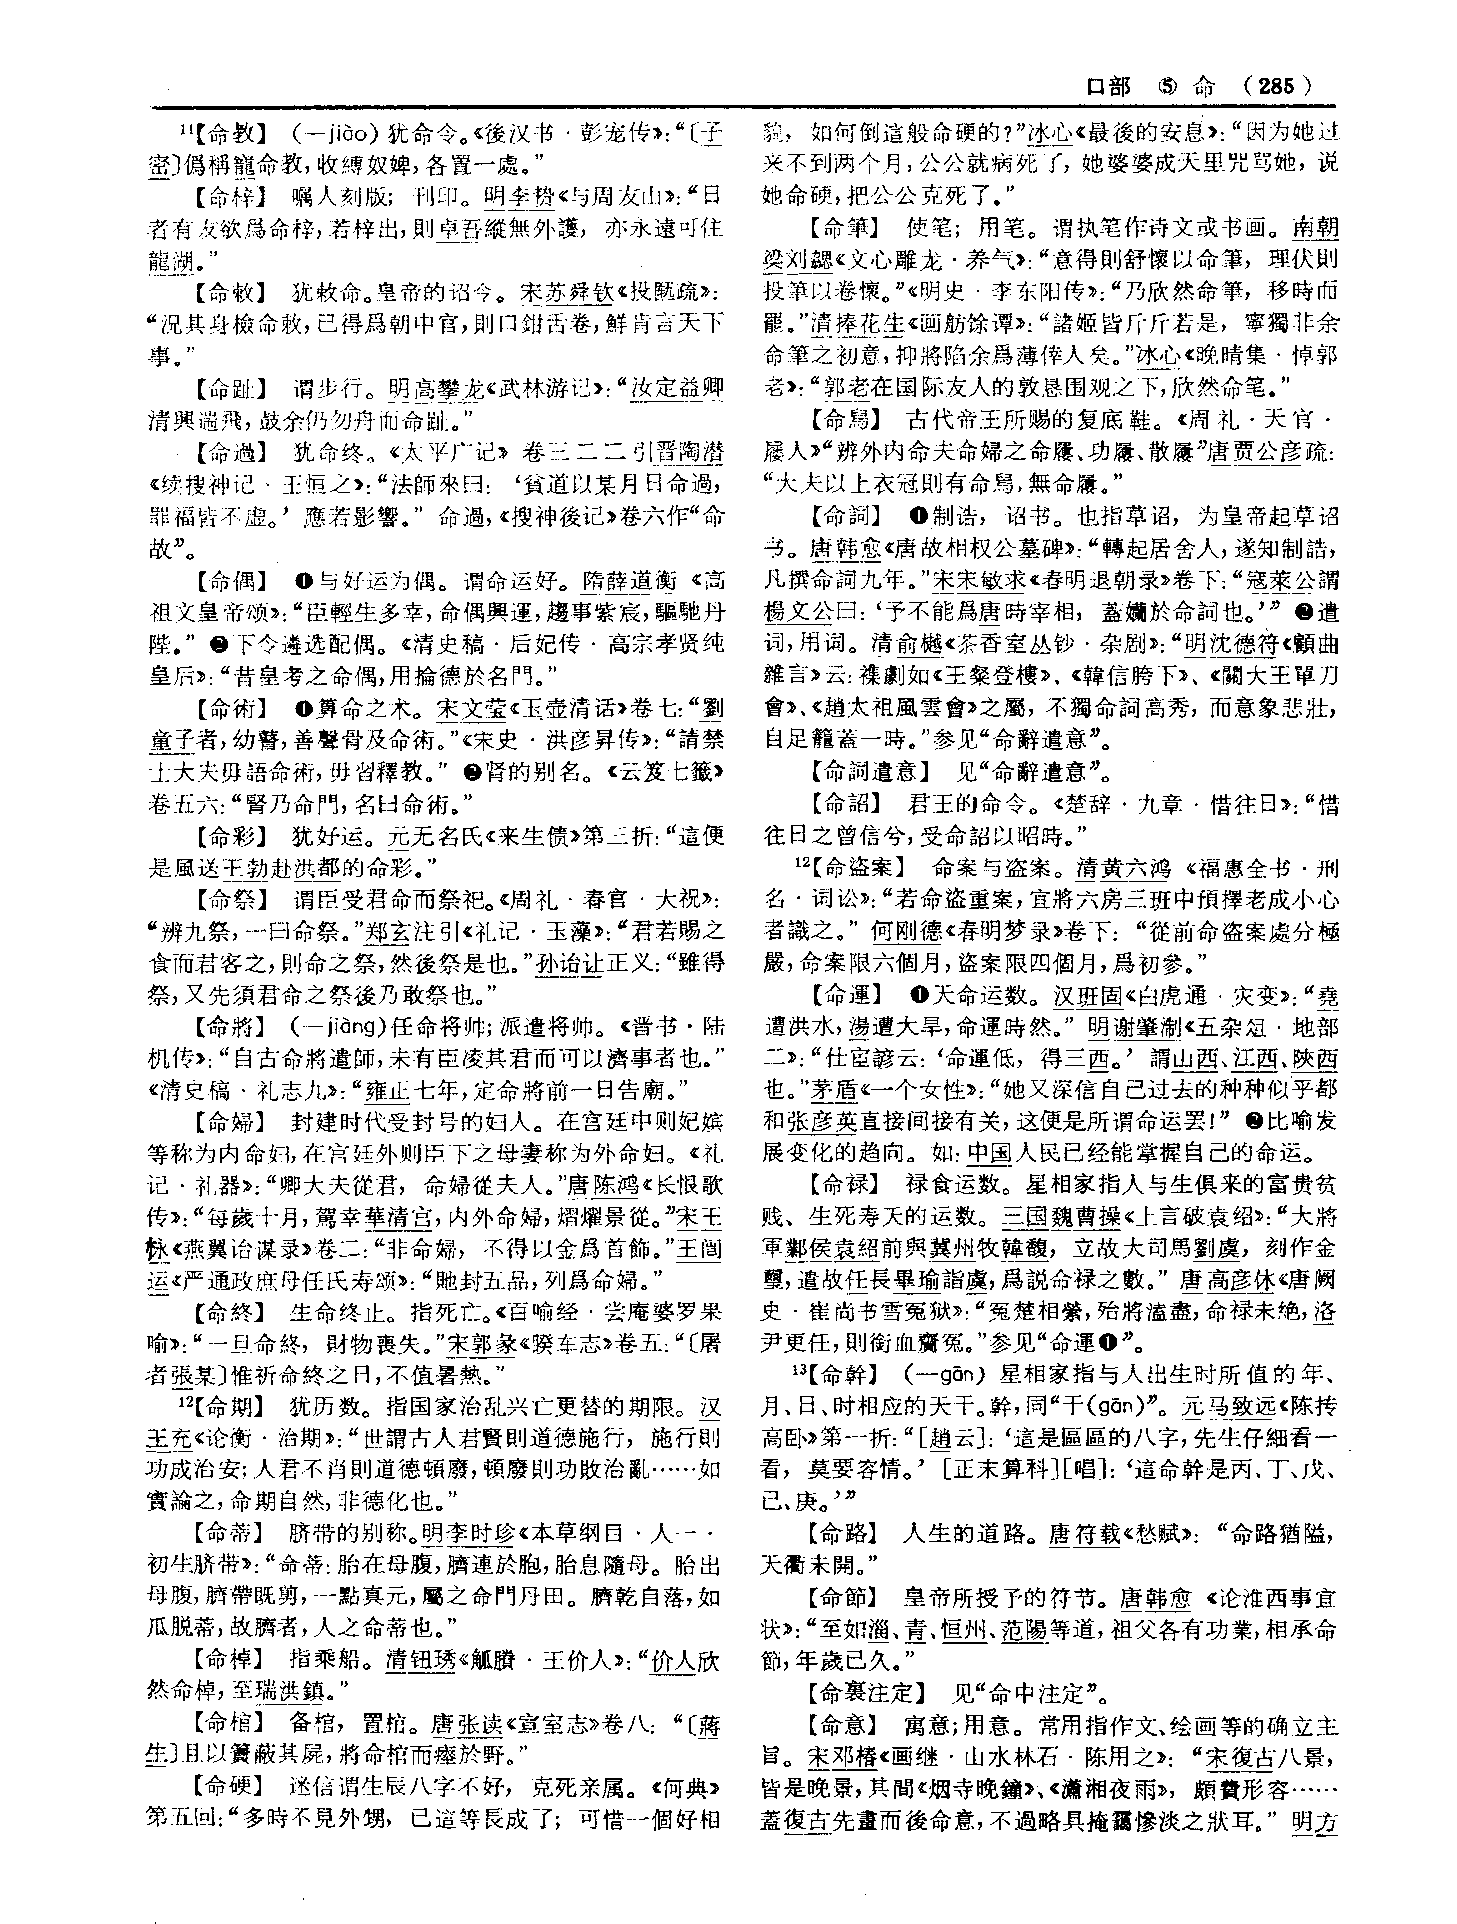 口部 ⑤ 命 （285）
¹¹【命教】 （—jiào）犹命令。《後汉书·彭宠传》：“〔子
密〕僞稱寵命教，收縛奴婢，各置一處。”
【命梓】 嘱人刻版；刊印。明李贽《与周友山》：“日
者有友欲爲命梓，若梓出，則卓吾縱無外護，亦永遠可住
龍湖。”
【命敕】 犹敕命。皇帝的诏令。宋苏舜钦《投匦疏》：
“況其身檢命敕，已得爲朝中官，則口鉗舌卷，鮮肯言天下
事。”
【命趾】 谓步行。明高攀龙《武林游记》：“汝定益卿
清興遄飛，鼓余仍勿舟而命趾。”
【命過】 犹命终。《太平广记》卷三二二引晋陶潜
《续搜神记·王恒之》：“法師來曰：‘貧道以某月日命過，
罪福皆不虚。’應若影響。”命過，《搜神後记》卷六作“命
故”。
【命偶】 ❶与好运为偶。谓命运好。隋薛道衡《高
祖文皇帝颂》：“臣輕生多幸，命偶興運，趨事紫宸，驅馳丹
陛。” ❷下令遴选配偶。《清史稿·后妃传·高宗孝贤纯
皇后》：“昔皇考之命偶，用掄德於名門。”
【命術】 ❶算命之术。宋文莹《玉壶清话》卷七：“劉
童子者，幼瞽，善聲骨及命術。”《宋史·洪彦昇传》：“請禁
士大夫毋語命術，毋習釋教。” ❷肾的别名。《云笈七籤》
卷五六：“腎乃命門，名曰命術。”
【命彩】 犹好运。元无名氏《来生债》第三折：“這便
是風送王勃赴洪都的命彩。”
【命祭】 谓臣受君命而祭祀。《周礼·春官·大祝》：
“辨九祭，一曰命祭。”郑玄注引《礼记·玉藻》：“君若賜之
食而君客之，則命之祭，然後祭是也。”孙诒让正义：“雖得
祭，又先須君命之祭後乃敢祭也。”
【命將】 （—jiàng）任命将帅；派遣将帅。《晋书·陆
机传》：“自古命將遣師，未有臣凌其君而可以濟事者也。”
《清史稿·礼志九》：“雍正七年，定命將前一日告廟。”
【命婦】 封建时代受封号的妇人。在宫廷中则妃嫔
等称为内命妇，在宫廷外则臣下之母妻称为外命妇。《礼
记·礼器》：“卿大夫從君，命婦從夫人。”唐陈鸿《长恨歌
传》：“每歲十月，駕幸華清宫，内外命婦，熠燿景從。”宋王
栐《燕翼诒谋录》卷二：“非命婦，不得以金爲首飾。”王闿
运《严通政庶母任氏寿颂》：“貤封五品，列爲命婦。”
【命終】 生命终止。指死亡。《百喻经·尝庵婆罗果
喻》：“一旦命終，財物喪失。”宋郭彖《睽车志》卷五：“〔屠
者張某〕惟祈命終之日，不值暑熱。”
¹²【命期】 犹历数。指国家治乱兴亡更替的期限。汉
王充《论衡·治期》：“世謂古人君賢則道德施行，施行則
功成治安；人君不肖則道德頓廢，頓廢則功敗治亂……如
實論之，命期自然，非德化也。”
【命蒂】 脐带的别称。明李时珍《本草纲目·人一·
初生脐带》：“命蒂：胎在母腹，臍連於胞，胎息隨母。胎出
母腹，臍帶既剪，一點真元，屬之命門丹田。臍乾自落，如
瓜脱蒂，故臍者，人之命蒂也。”
【命棹】 指乘船。清钮琇《觚賸·王价人》：“价人欣
然命棹，至瑞洪鎮。”
【命棺】 备棺，置棺。唐张读《宣室志》卷八：“〔蔣
生〕且以簣蔽其屍，將命棺而瘞於野。”
【命硬】 迷信谓生辰八字不好，克死亲属。《何典》
第五回：“多時不見外甥，已這等長成了；可惜一個好相
貌，如何倒這般命硬的？”冰心《最後的安息》：“因为她过
来不到两个月，公公就病死了，她婆婆成天里咒骂她，说
她命硬，把公公克死了。”
【命筆】 使笔；用笔。谓执笔作诗文或书画。南朝
梁刘勰《文心雕龙·养气》：“意得則舒懷以命筆，理伏則
投筆以卷懷。”《明史·李东阳传》：“乃欣然命筆，移時而
罷。”清捧花生《画舫馀谭》：“諸姬皆斤斤若是，寧獨非余
命筆之初意，抑將陷余爲薄倖人矣。”冰心《晚晴集·悼郭
老》：“郭老在国际友人的敦恳围观之下，欣然命笔。”
【命舄】 古代帝王所赐的复底鞋。《周礼·天官·
屦人》“辨外内命夫命婦之命屨、功屨、散屨”唐贾公彦疏：
“大夫以上衣冠則有命舄，無命屨。”
【命詞】 ❶制诰，诏书。也指草诏，为皇帝起草诏
书。唐韩愈《唐故相权公墓碑》：“轉起居舍人，遂知制誥，
凡撰命詞九年。”宋宋敏求《春明退朝录》卷下：“寇萊公謂
楊文公曰：‘予不能爲唐時宰相，蓋孄於命詞也。’” ❷遣
词，用词。清俞樾《茶香室丛钞·杂剧》：“明沈德符《顧曲
雜言》云：襍劇如《王粲登樓》、《韓信胯下》、《關大王單刀
會》、《趙太祖風雲會》之屬，不獨命詞高秀，而意象悲壯，
自足籠蓋一時。”参见“命辭遣意”。
【命詞遣意】 见“命辭遣意”。
【命詔】 君王的命令。《楚辞·九章·惜往日》：“惜
往日之曾信兮，受命詔以昭時。”
¹²【命盜案】 命案与盗案。清黄六鸿《福惠全书·刑
名·词讼》：“若命盜重案，宜將六房三班中預擇老成小心
者識之。”何刚德《春明梦录》卷下：“從前命盜案處分極
嚴，命案限六個月，盜案限四個月，爲初參。”
【命運】 ❶天命运数。汉班固《白虎通·灾变》：“堯
遭洪水，湯遭大旱，命運時然。”明谢肇淛《五杂俎·地部
二》：“仕宦諺云：‘命運低，得三西。’謂山西、江西、陝西
也。”茅盾《一个女性》：“她又深信自己过去的种种似乎都
和张彦英直接间接有关，这便是所谓命运罢！” ❷比喻发
展变化的趋向。如：中国人民已经能掌握自己的命运。
【命禄】 禄食运数。星相家指人与生俱来的富贵贫
贱、生死寿夭的运数。三国魏曹操《上言破袁绍》：“大將
軍鄴侯袁紹前與冀州牧韓馥，立故大司馬劉虞，刻作金
璽，遣故任長畢瑜詣虞，爲説命禄之數。”唐高彦休《唐阙
史·崔尚书雪冤狱》：“冤楚相縈，殆將溘盡，命禄未絶，洛
尹更任，則銜血齎冤。”参见“命運❶”。
¹³【命幹】 （—gān）星相家指与人出生时所值的年、
月、日、时相应的天干。幹，同“干（gān）”。元马致远《陈抟
高卧》第一折：“［趙云］：‘這是區區的八字，先生仔細看一
看，莫要容情。’［正末算科］［唱］：‘這命幹是丙、丁、戊、
己、庚。’”
【命路】 人生的道路。唐符载《愁赋》：“命路猶隘，
天衢未開。”
【命節】 皇帝所授予的符节。唐韩愈《论淮西事宜
状》：“至如淄、青、恒州、范陽等道，祖父各有功業，相承命
節，年歲已久。”
【命裏注定】 见“命中注定”。
【命意】 寓意；用意。常用指作文、绘画等的确立主
旨。宋邓椿《画继·山水林石·陈用之》：“宋復古八景，
皆是晚景，其間《烟寺晚鐘》、《瀟湘夜雨》，頗費形容……
蓋復古先畫而後命意，不過略具掩靄慘淡之狀耳。”明方